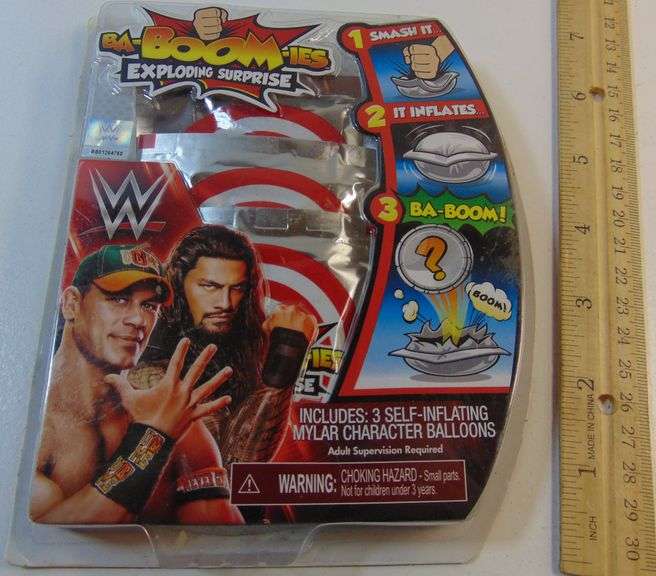 BA-BOOM-IES
EXPLODING SURPRISE
1 SMASH IT..
2 IT INFLATES...
3 BA-BOOM!
?
BOOM!
W
INCLUDES: 3 SELF-INFLATING
MYLAR CHARACTER BALLOONS
Adult Supervision Required
WARNING: CHOKING HAZARD - Small parts.
Not for children under 3 years.
7
6
5
4
3
2
1
INCH
MADE IN CHINA
12
13
14
15
16
17
18
19
20
21
22
23
24
25
26
27
28
29
30